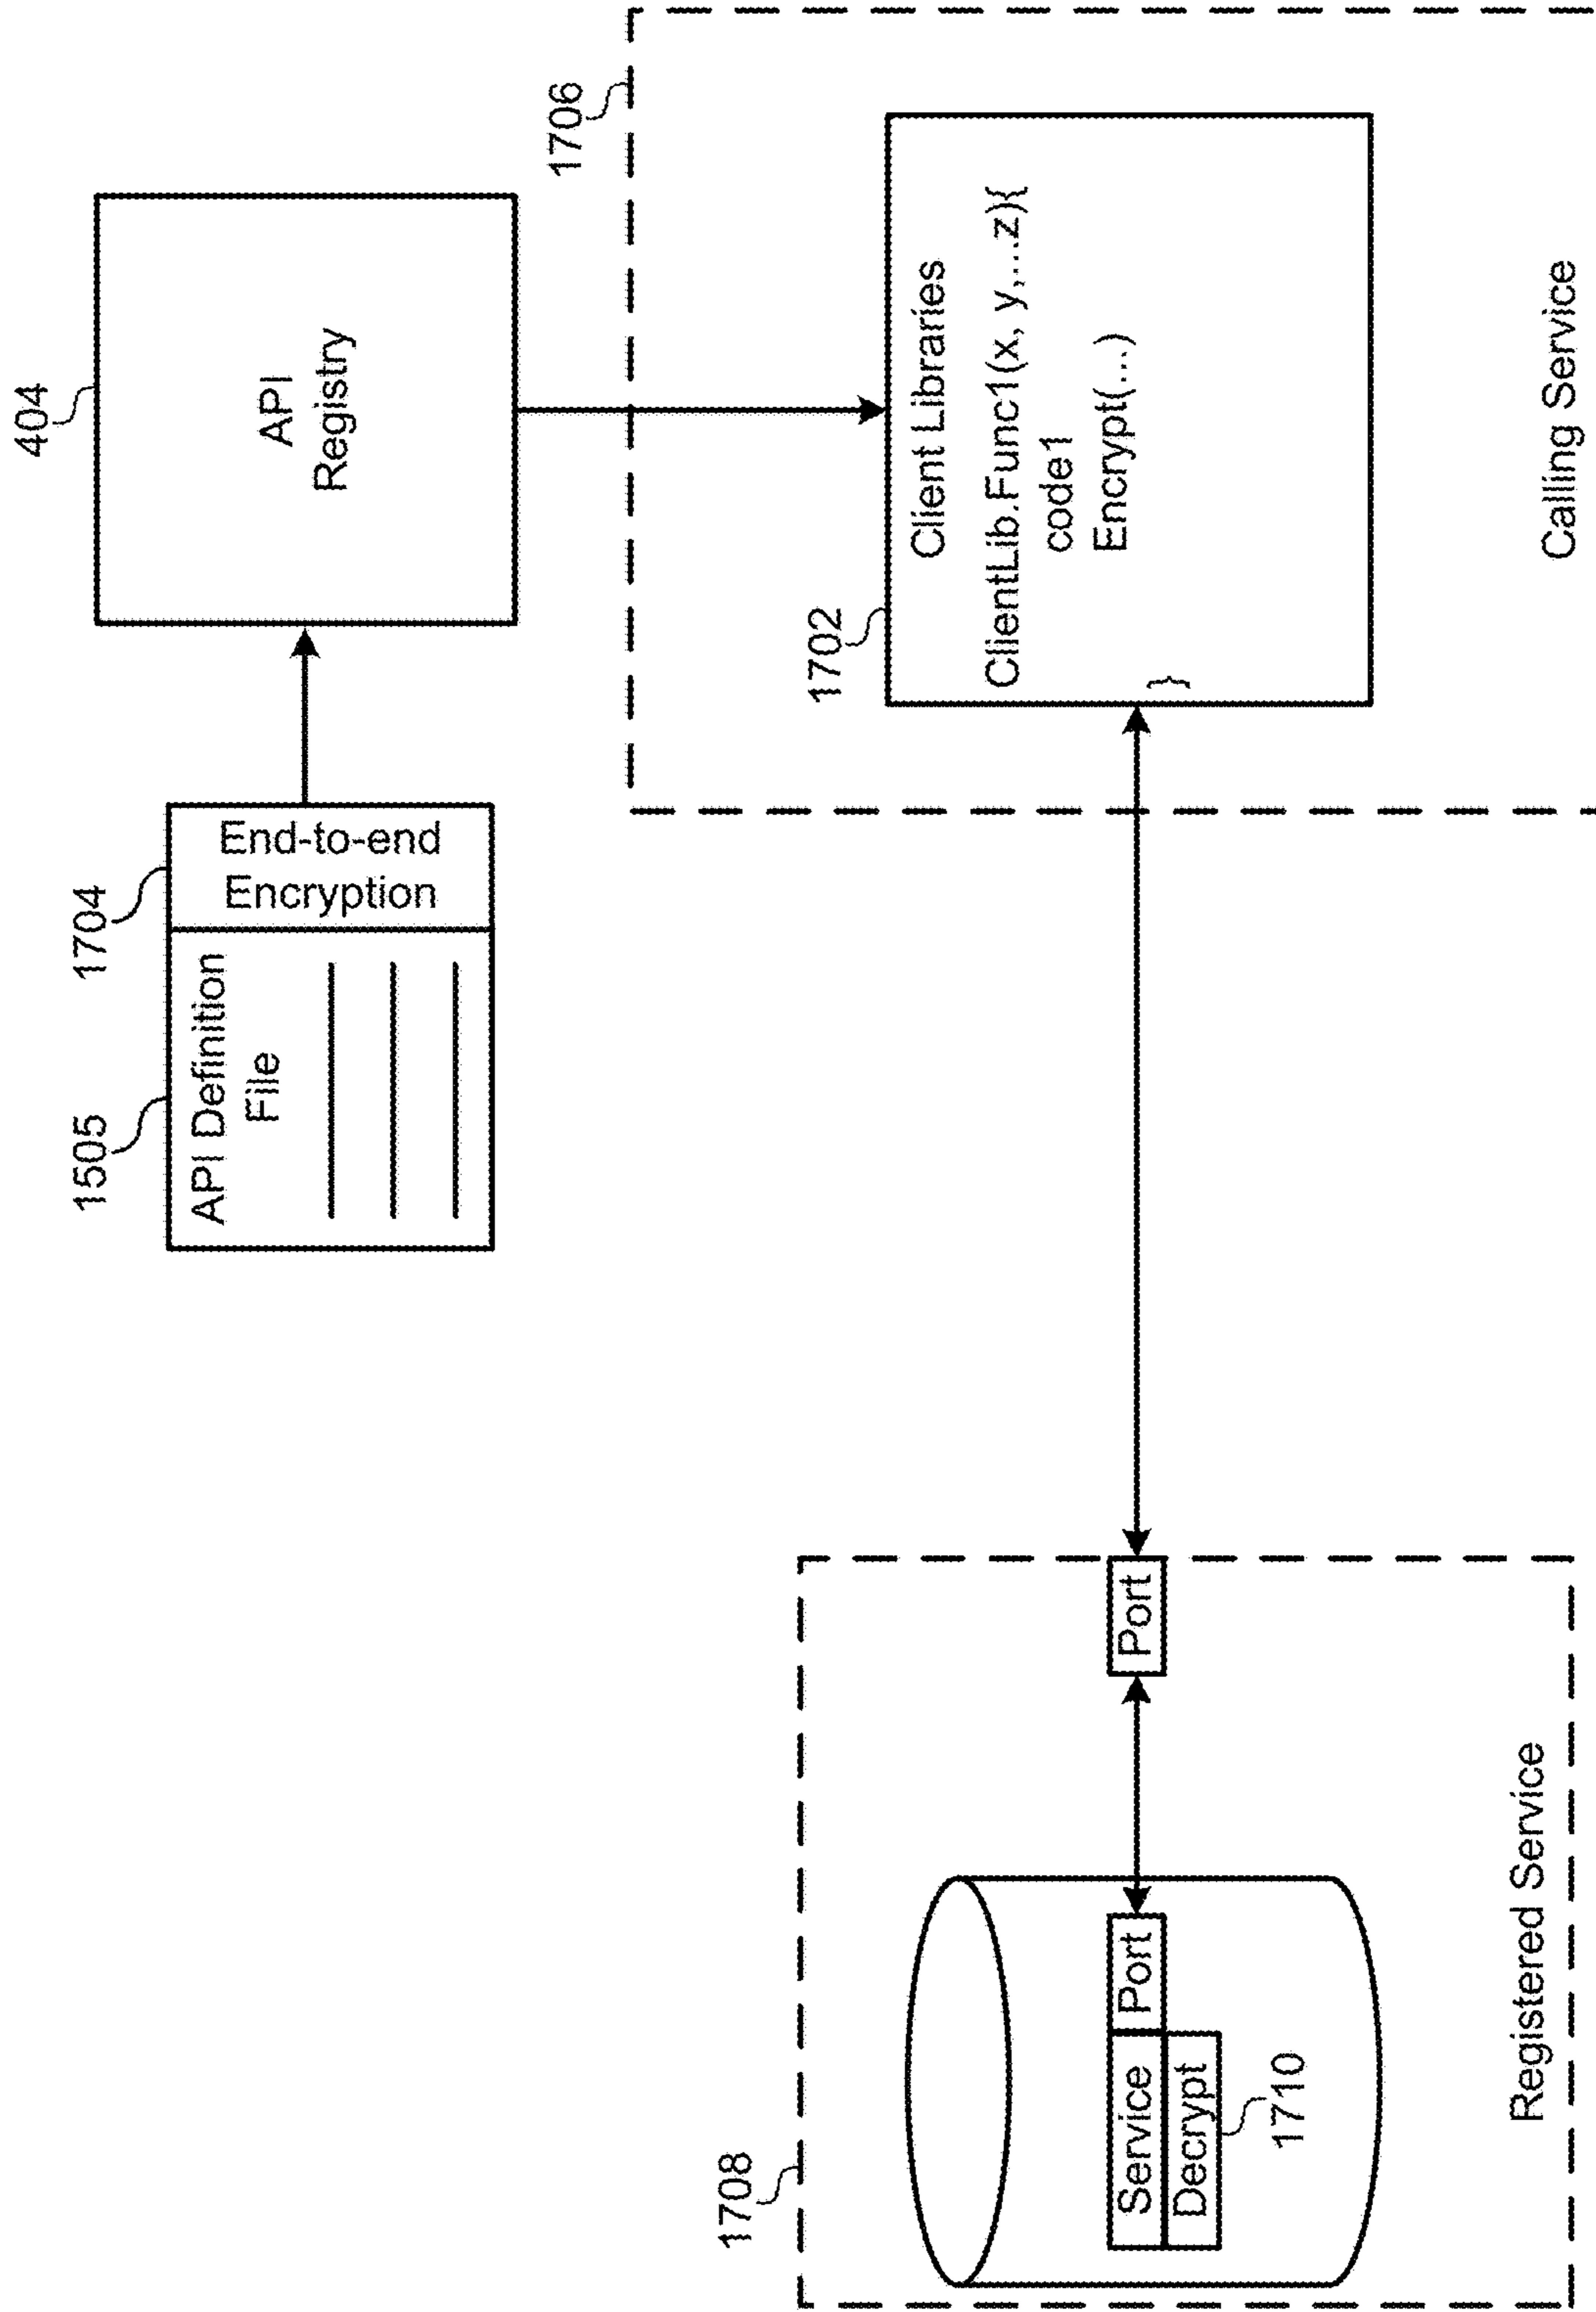 404
API
Registry
1505
1704
API Definition
File
End-to-end
Encryption
1706
1702
Client Libraries
ClientLib.Func1(x, y,...z){
code1
Encrypt(...)
}
Calling Service
1708
Service
Port
Port
Decrypt
1710
Registered Service